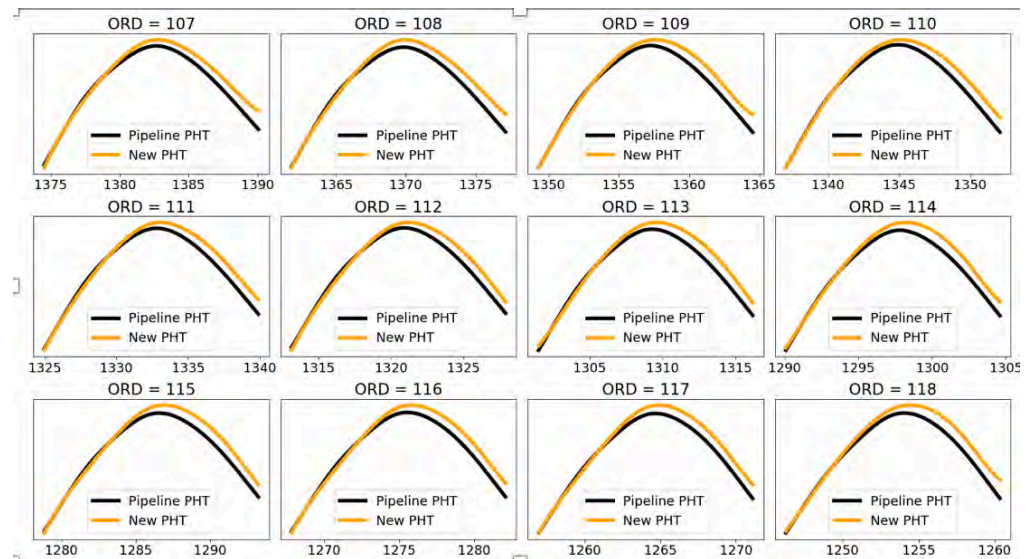 ORD = 107
ORD = 108
ORD = 109
ORD = 110
Pipeline PHT
New PHT
Pipeline PHT
New PHT
Pipeline PHT
New PHT
Pipeline PHT
New PHT
1375 1380 1385 1390
1365 1370 1375
1350 1355 1360 1365
1340 1345 1350
ORD = 111
ORD = 112
ORD = 113
ORD = 114
Pipeline PHT
New PHT
Pipeline PHT
New PHT
Pipeline PHT
New PHT
Pipeline PHT
New PHT
1325 1330 1335 1340
1315 1320 1325
1305 1310 1315
1290 1295 1300 1305
ORD = 115
ORD = 116
ORD = 117
ORD = 118
Pipeline PHT
New PHT
Pipeline PHT
New PHT
Pipeline PHT
New PHT
Pipeline PHT
New PHT
1280 1285 1290
1270 1275 1280
1260 1265 1270
1250 1255 1260